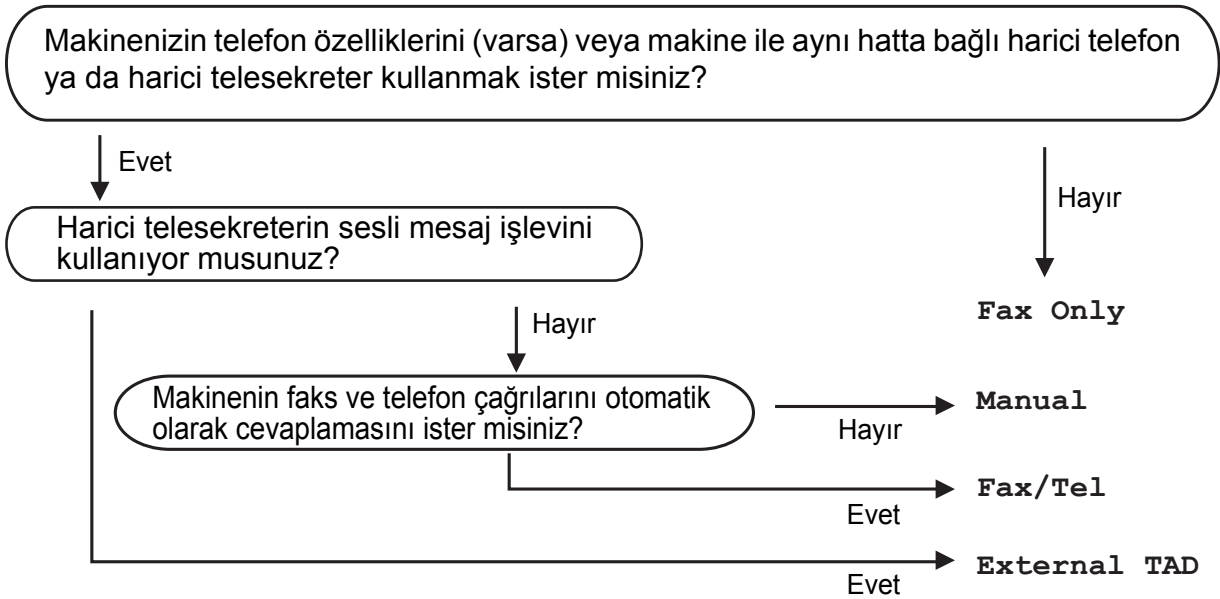 Makinenizin telefon özelliklerini (varsa) veya makine ile aynı hatta bağlı harici telefon
ya da harici telesekreter kullanmak ister misiniz?
Evet
Hayır
Harici telesekreterin sesli mesaj işlevini
kullanıyor musunuz?
Fax Only
Hayır
Makinenin faks ve telefon çağrılarını otomatik
olarak cevaplamasını ister misiniz?
Hayır
Manual
Evet
Fax/Tel
Evet
External TAD